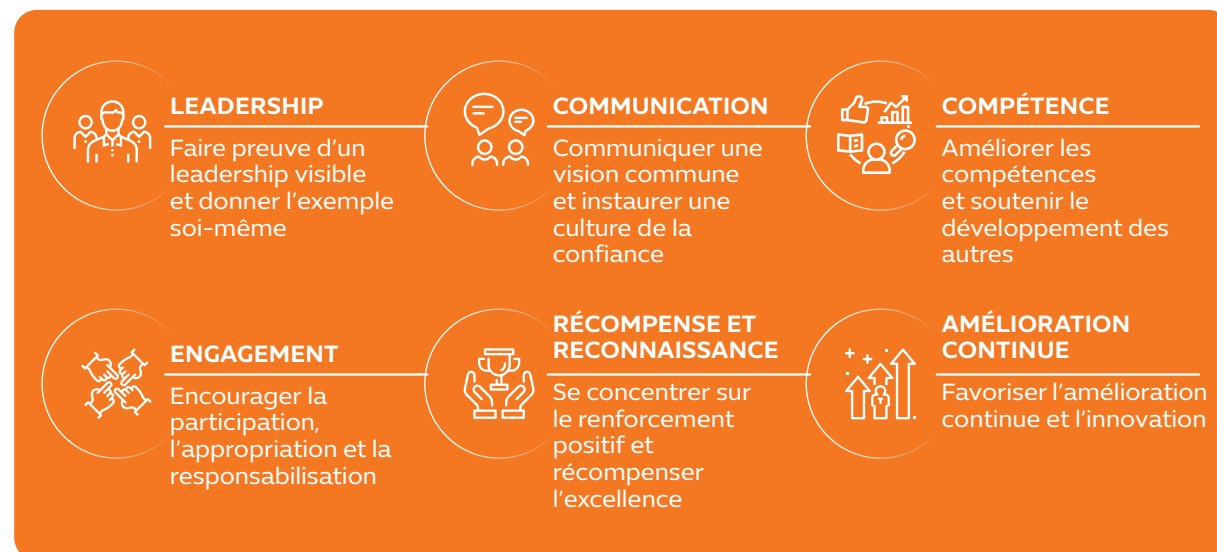 LEADERSHIP
Faire preuve d'un
leadership visible
et donner l'exemple
soi-même
COMMUNICATION
Communiquer une
vision commune
et instaurer une
culture de la
confiance
COMPÉTENCE
Améliorer les
compétences
et soutenir le
développement des
autres
ENGAGEMENT
Encourager la
participation,
l'appropriation et la
responsabilisation
RÉCOMPENSE ET
RECONNAISSANCE
Se concentrer sur
le renforcement
positif et
récompenser
l'excellence
AMÉLIORATION
CONTINUE
Favoriser l'amélioration
continue et l'innovation